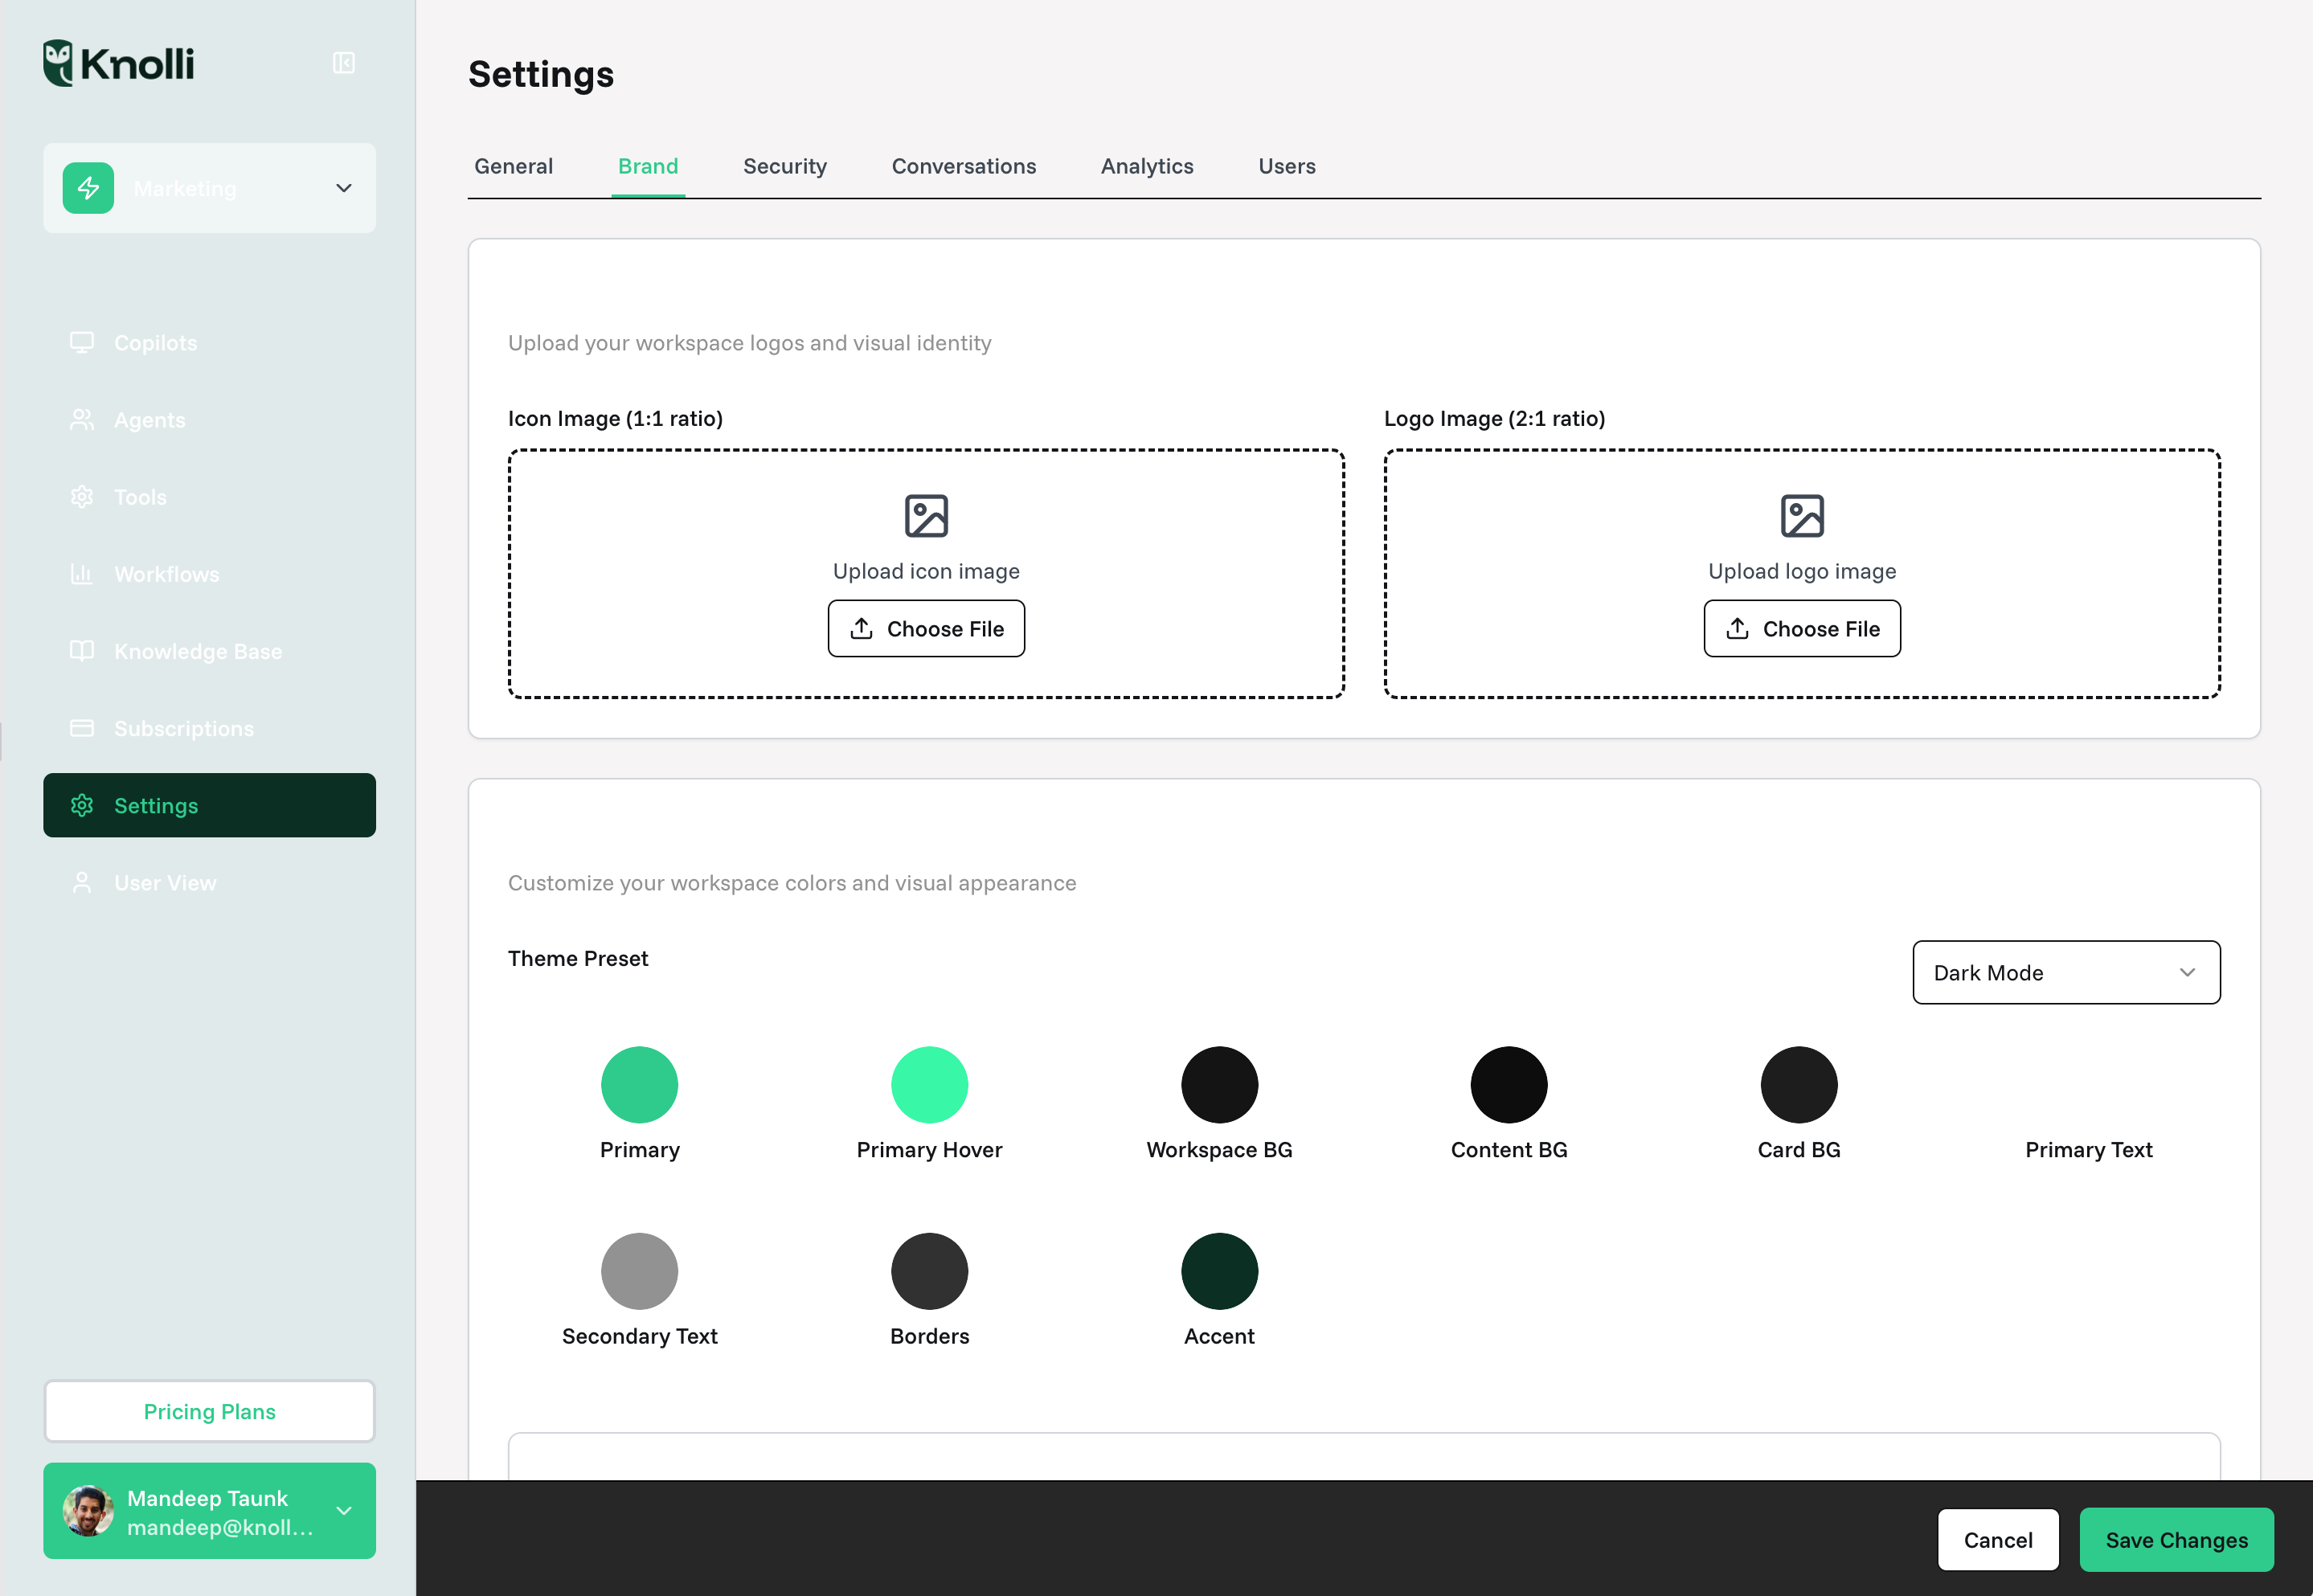 Knolli
Marketing
Copilots
Agents
Tools
Workflows
Knowledge Base
Subscriptions
Settings
User View
Pricing Plans
Mandeep Taunk
mandeep@knoll...
Settings
General Brand Security Conversations Analytics Users
Upload your workspace logos and visual identity
Icon Image (1:1 ratio) Logo Image (2:1 ratio)
Upload icon image Upload logo image
Choose File Choose File
Customize your workspace colors and visual appearance
Theme Preset Dark Mode
Primary Primary Hover Workspace BG Content BG Card BG Primary Text
Secondary Text Borders Accent
Cancel Save Changes